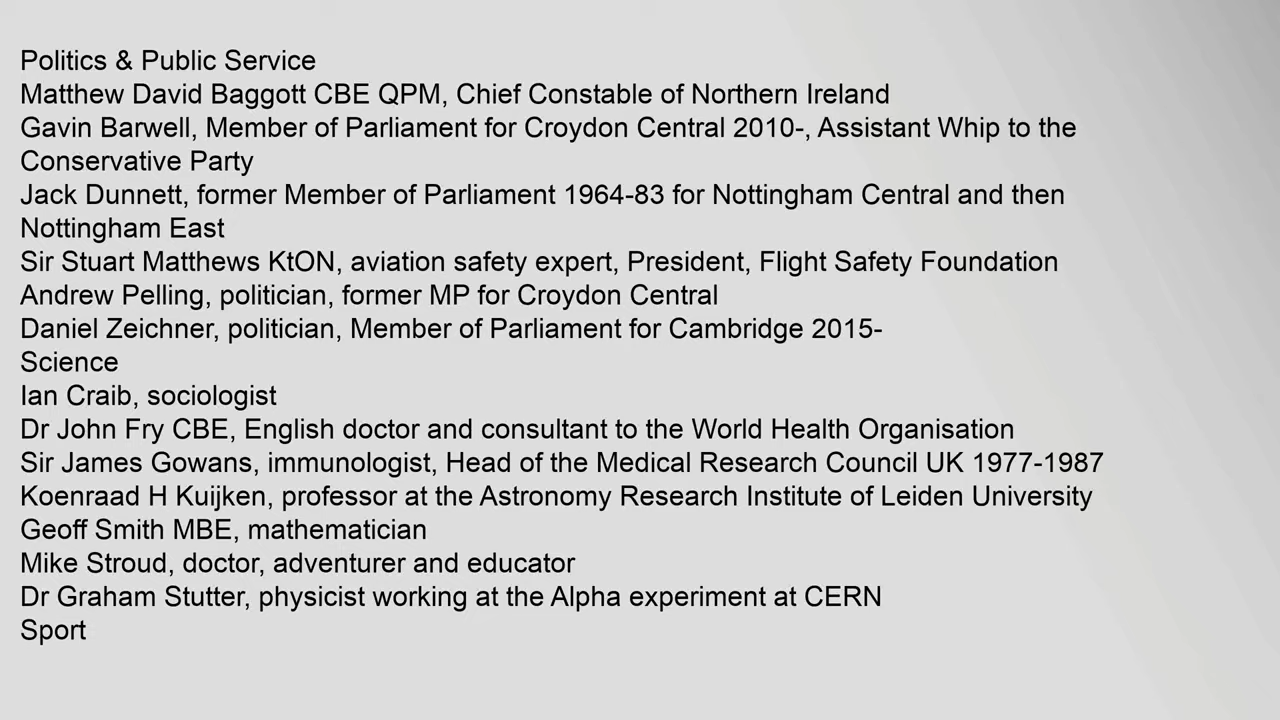 Politics & Public Service
Matthew David Baggott CBE QPM, Chief Constable of Northern Ireland
Gavin Barwell, Member of Parliament for Croydon Central 2010-, Assistant Whip to the
Conservative Party
Jack Dunnett, former Member of Parliament 1964-83 for Nottingham Central and then
Nottingham East
Sir Stuart Matthews KtON, aviation safety expert, President, Flight Safety Foundation
Andrew Pelling, politician, former MP for Croydon Central
Daniel Zeichner, politician, Member of Parliament for Cambridge 2015-
Science
Ian Craib, sociologist
Dr John Fry CBE, English doctor and consultant to the World Health Organisation
Sir James Gowans, immunologist, Head of the Medical Research Council UK 1977-1987
Koenraad H Kuijken, professor at the Astronomy Research Institute of Leiden University
Geoff Smith MBE, mathematician
Mike Stroud, doctor, adventurer and educator
Dr Graham Stutter, physicist working at the Alpha experiment at CERN
Sport